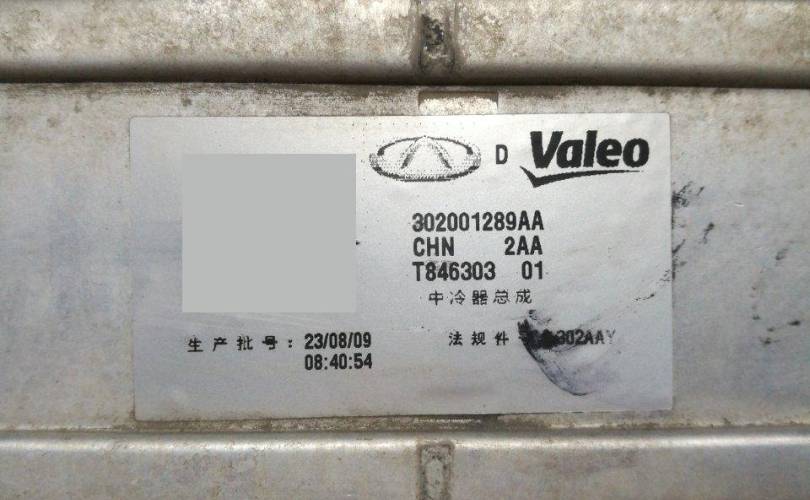 D Valeo
302001289AA
CHN 2AA
T846303 01
中冷器总成
生产批号: 23/08/09
08:40:54
法规件 302AAY